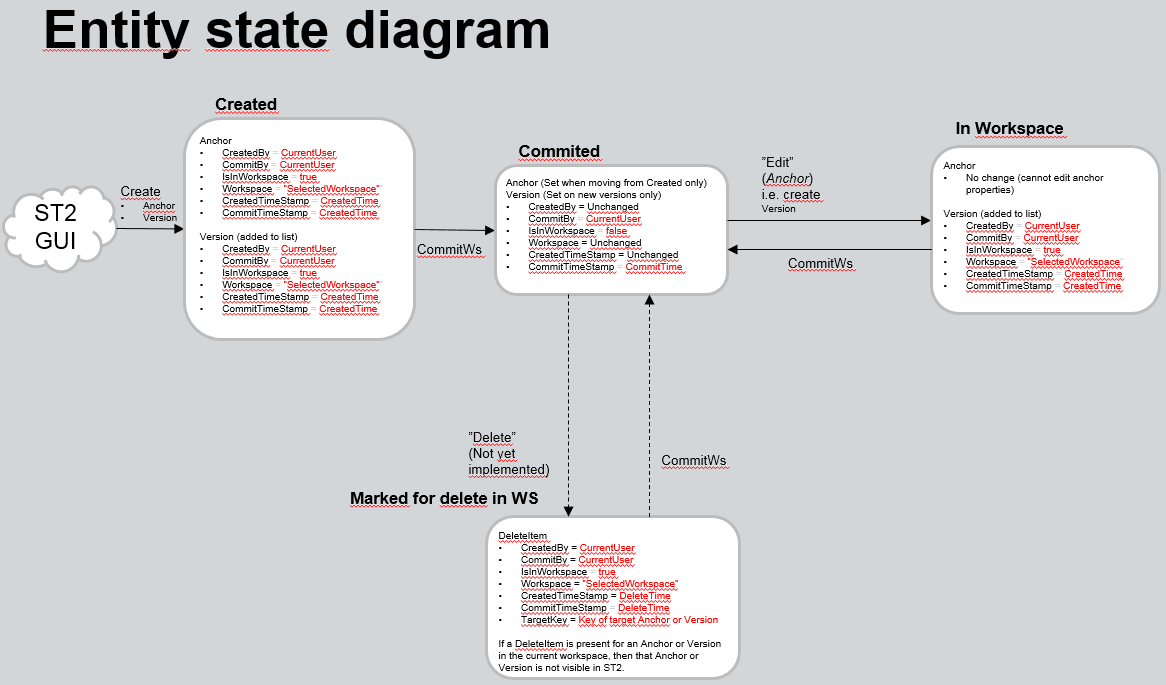 Entity state diagram
Created
Anchor
• CreatedBy = CurrentUser
• CommitBy = CurrentUser
• IsInWorkspace = true
• Workspace = "SelectedWorkspace"
• CreatedTimeStamp = CreatedTime
• CommitTimeStamp = CreatedTime
Version (added to list)
• CreatedBy = CurrentUser
• CommitBy = CurrentUser
• IsInWorkspace = true
• Workspace = "SelectedWorkspace"
• CreatedTimeStamp = CreatedTime
• CommitTimeStamp = CreatedTime
ST2
GUI
Create
• Anchor
• Version
CommitWs
Commited
Anchor (Set when moving from Created only)
Version (Set on new versions only)
• CreatedBy = Unchanged
• CommitBy = CurrentUser
• IsInWorkspace = false
• Workspace = Unchanged
• CreatedTimeStamp = Unchanged
• CommitTimeStamp = CommitTime
”Edit”
(Anchor)
i.e. create
Version
CommitWs
In Workspace
Anchor
• No change (cannot edit anchor
properties)
Version (added to list)
• CreatedBy = CurrentUser
• CommitBy = CurrentUser
• IsInWorkspace = true
• Workspace = "SelectedWorkspace"
• CreatedTimeStamp = CreatedTime
• CommitTimeStamp = CreatedTime
”Delete”
(Not yet
implemented)
CommitWs
Marked for delete in WS
DeleteItem
• CreatedBy = CurrentUser
• CommitBy = CurrentUser
• IsInWorkspace = true
• Workspace = "SelectedWorkspace"
• CreatedTimeStamp = DeleteTime
• CommitTimeStamp = DeleteTime
• TargetKey = Key of target Anchor or Version
If a DeleteItem is present for an Anchor or Version
in the current workspace, then that Anchor or
Version is not visible in ST2.